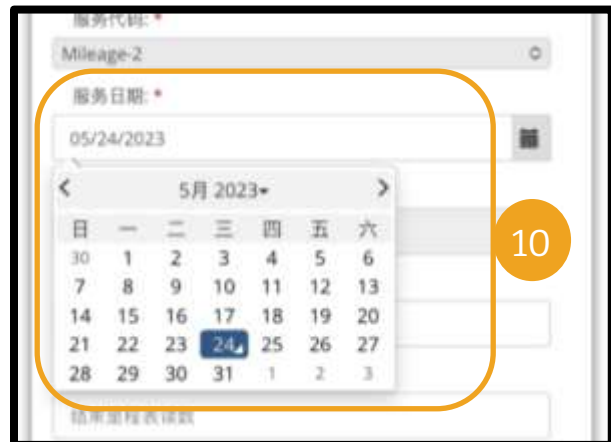 服务代码: *
Mileage-2
服务日期: *
05/24/2023
5月 2023
日 一 二 三 四 五 六
30 1 2 3 4 5 6
7 8 9 10 11 12 13
14 15 16 17 18 19 20
21 22 23 24 25 26 27
28 29 30 31 1 2 3
10
结束里程表读数